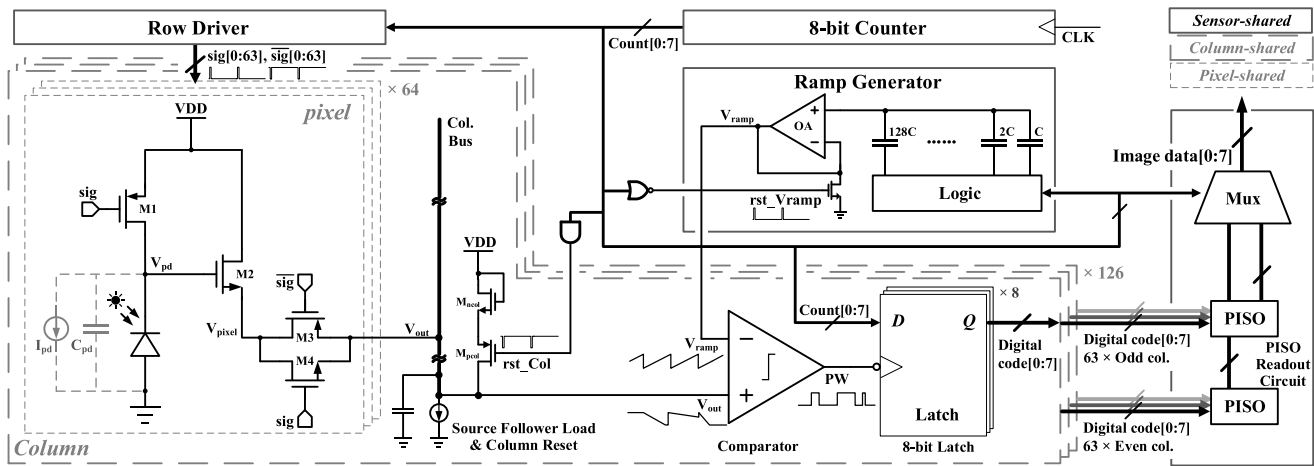 Row Driver
8-bit Counter
CLK
Count[0:7]
Sensor-shared
Column-shared
Pixel-shared
sig[0:63], sig[0:63]
× 64
pixel
VDD
sig
M1
V_pd
M2
sig
I_pd
C_pd
V_pixel
M3
M4
sig
V_out
Column
Col.
Bus
VDD
M_ncol
M_pcol
rst_Col
Source Follower Load
& Column Reset
Ramp Generator
V_ramp
OA
+
−
128C
......
2C
C
Logic
rst_Vramp
× 126
× 8
Count[0:7]
D
Q
V_ramp
−
+
V_out
PW
Comparator
Latch
8-bit Latch
Digital
code[0:7]
Image data[0:7]
Mux
PISO
Digital code[0:7]
63 × Odd col.
PISO
Readout
Circuit
PISO
Digital code[0:7]
63 × Even col.